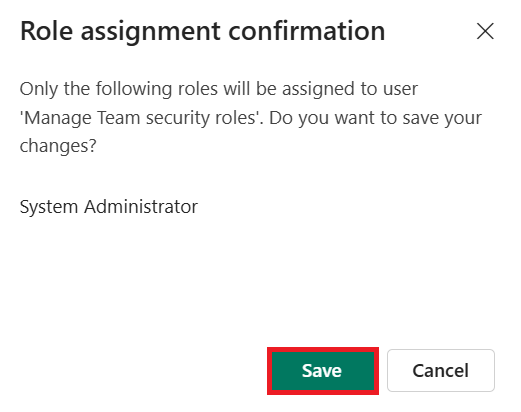 Role assignment confirmation
Only the following roles will be assigned to user
'Manage Team security roles'. Do you want to save your
changes?
System Administrator
Save
Cancel